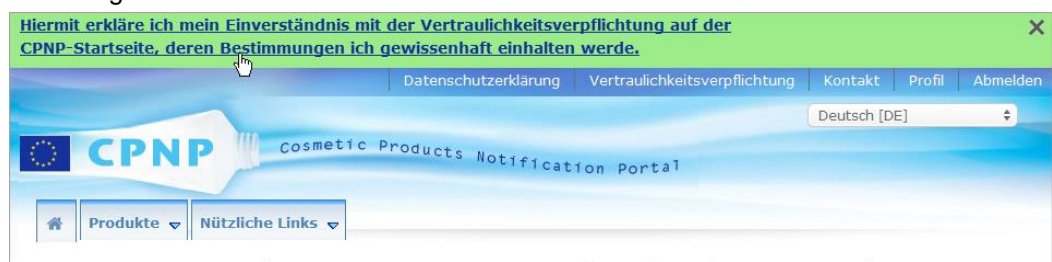 Hiermit erkläre ich mein Einverständnis mit der Vertraulichkeitsverpflichtung auf der
CPNP-Startseite, deren Bestimmungen ich gewissenhaft einhalten werde.
Datenschutzerklärung Vertraulichkeitsverpflichtung Kontakt Profil Abmelden
Deutsch [DE]
CPNP Cosmetic Products Notification Portal
Produkte Nützliche Links